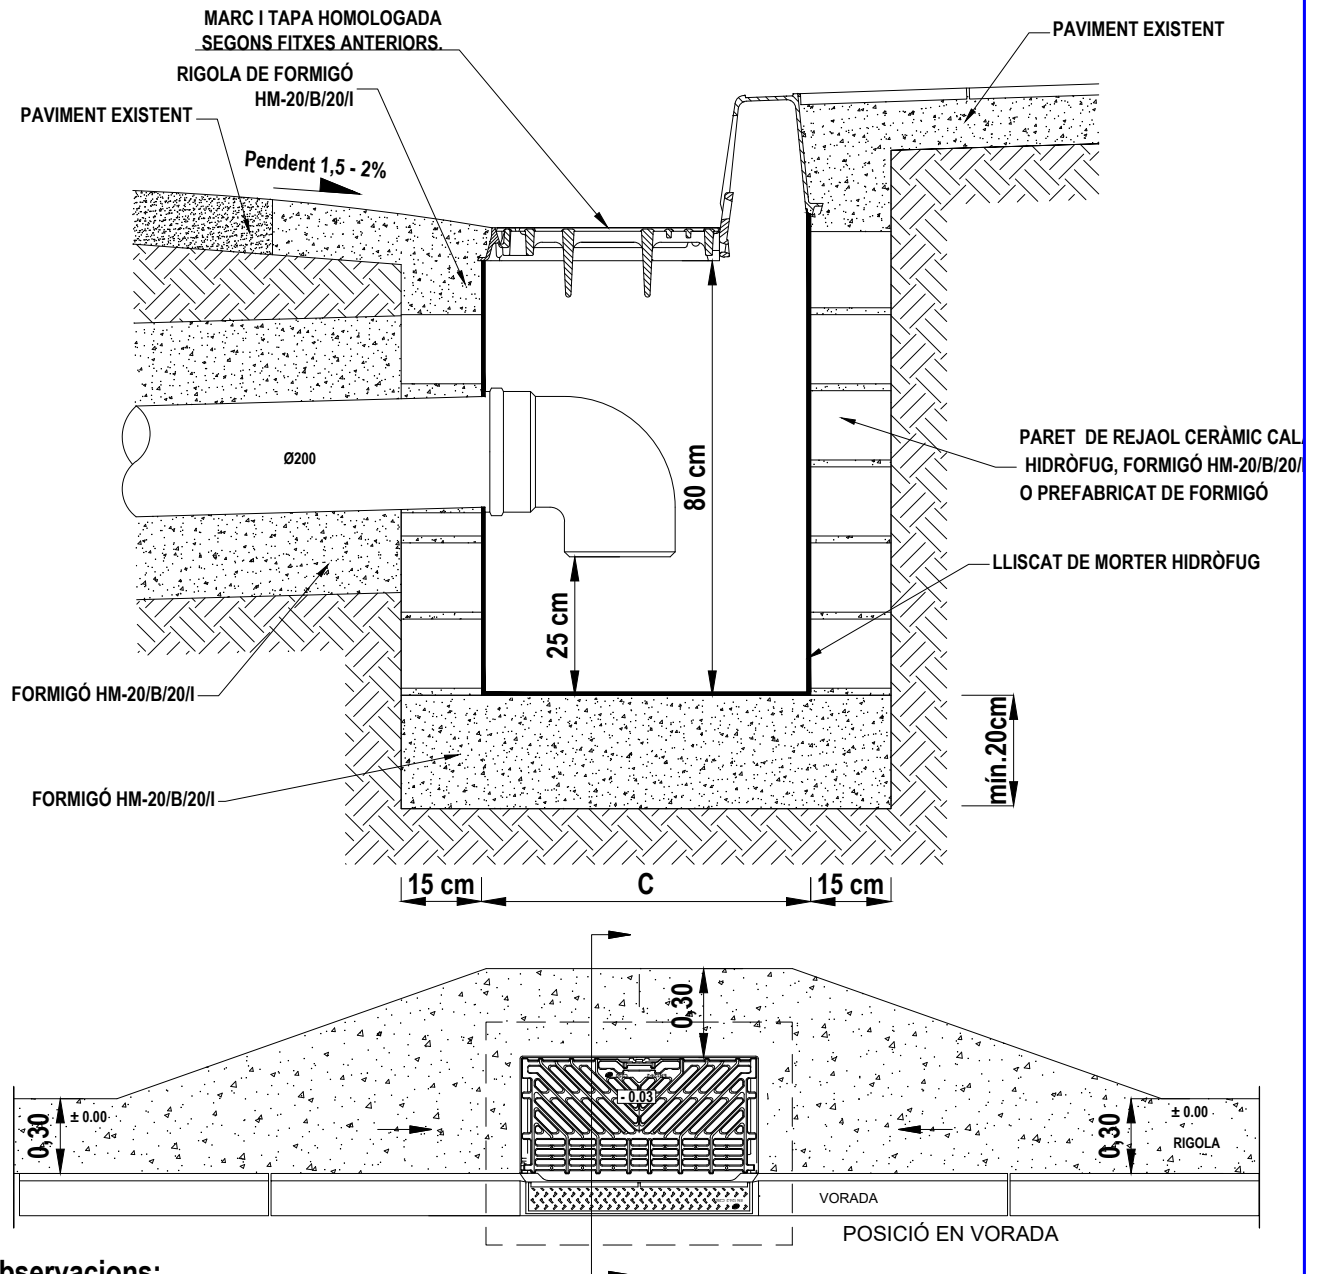 MARC I TAPA HOMOLOGADA
SEGONS FITXES ANTERIORS.
PAVIMENT EXISTENT
RIGOLA DE FORMIGÓ
HM-20/B/20/I
PAVIMENT EXISTENT
Pendent 1,5 - 2%
Ø200
80 cm
25 cm
PARET DE REJAOL CERÀMIC
HIDRÒFUG, FORMIGÓ HM-20/B/20/
O PREFABRICAT DE FORMIGÓ
LLISCAT DE MORTER HIDRÒFUG
FORMIGÓ HM-20/B/20/I
mín.20cm
FORMIGÓ HM-20/B/20/I
15 cm
C
15 cm
0,30
- 0.03
0,30
± 0.00
0,30
± 0.00
RIGOLA
VORADA
POSICIÓ EN VORADA
bservacions: